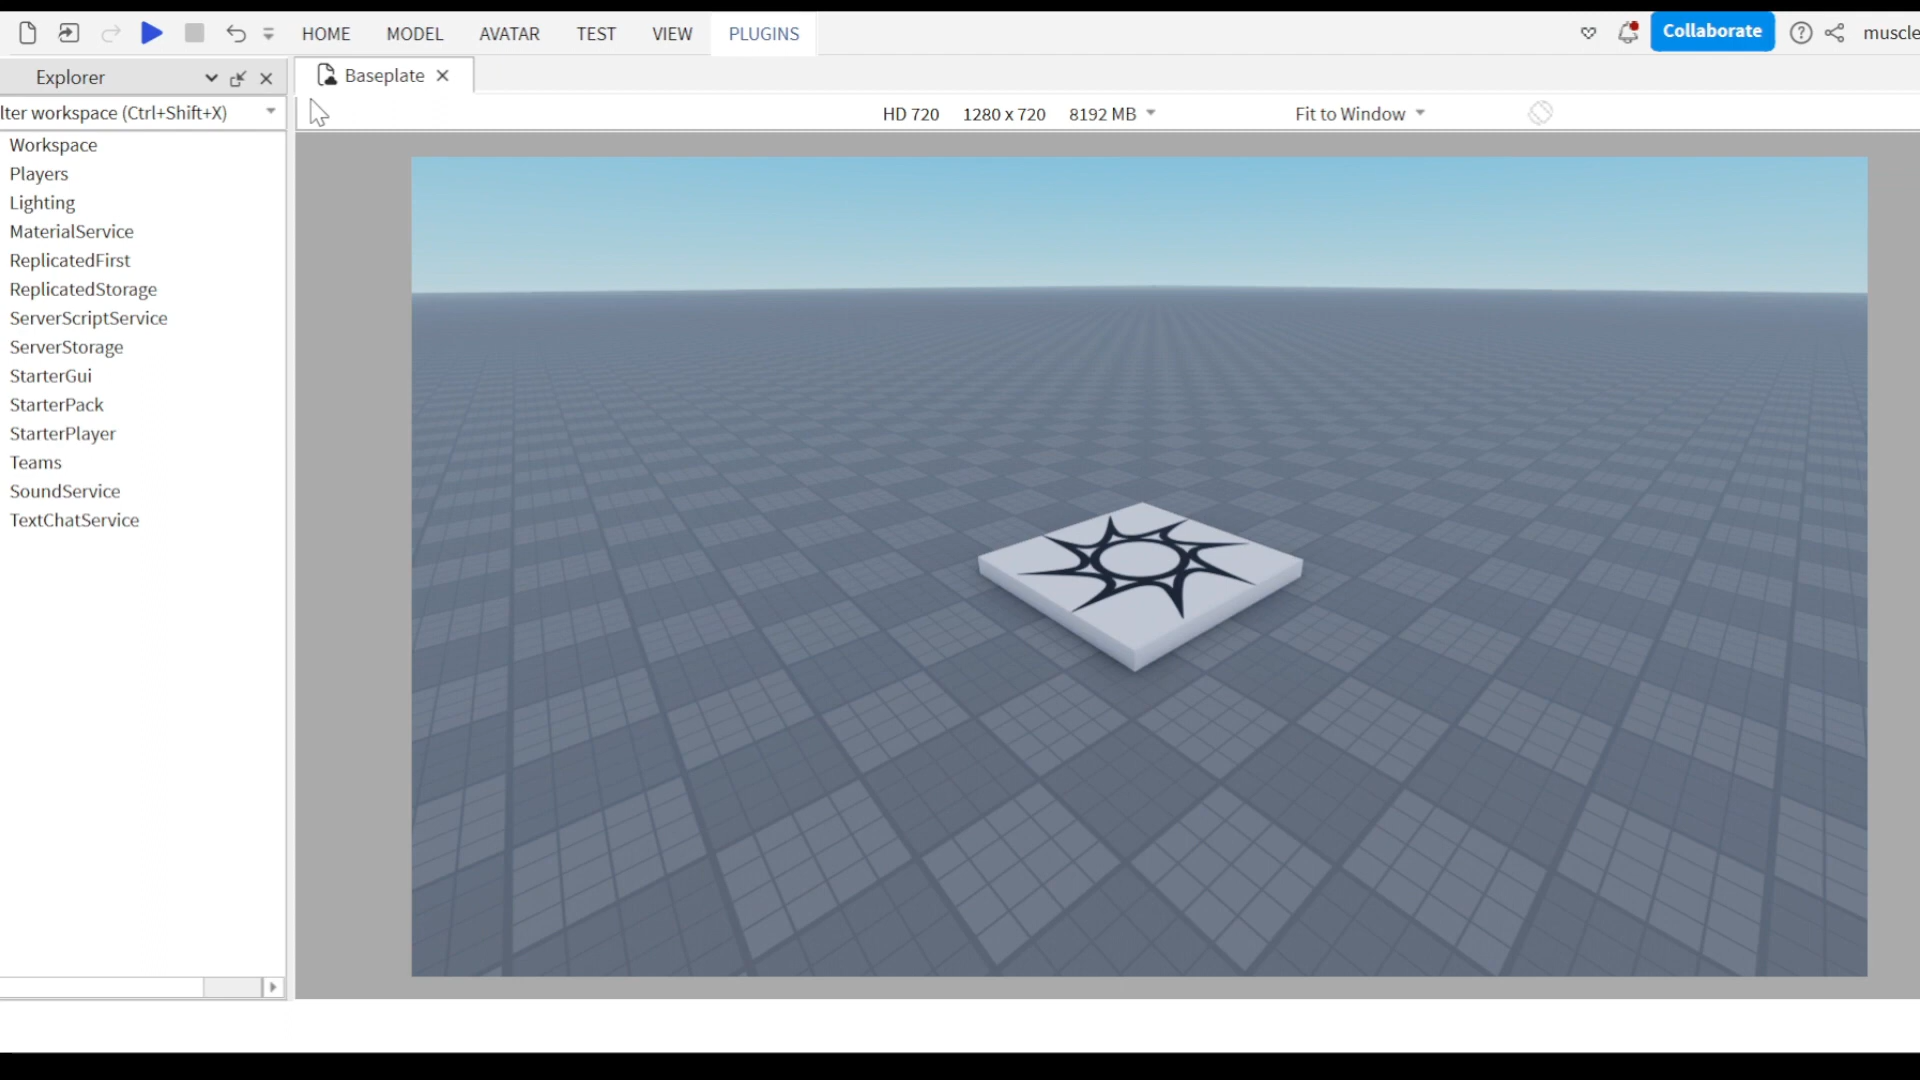 HOME MODEL AVATAR TEST VIEW PLUGINS Collaborate ? muscle
Explorer
Baseplate
lter workspace (Ctrl+Shift+X)
HD 720 1280 x 720 8192 MB Fit to Window
Workspace
Players
Lighting
MaterialService
ReplicatedFirst
ReplicatedStorage
ServerScriptService
ServerStorage
StarterGui
StarterPack
StarterPlayer
Teams
SoundService
TextChatService